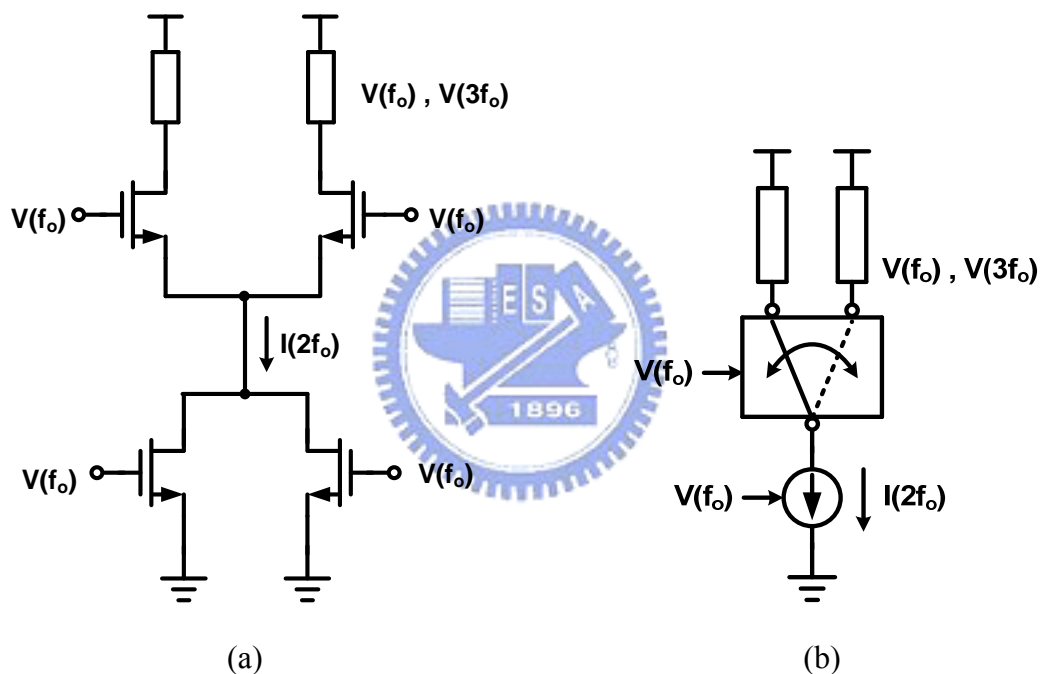 V(fₒ) , V(3fₒ)
V(fₒ)
V(fₒ)
I(2fₒ)
V(fₒ)
V(fₒ)
(a)
V(fₒ) , V(3fₒ)
V(fₒ)
V(fₒ)
I(2fₒ)
(b)
E S A
1896